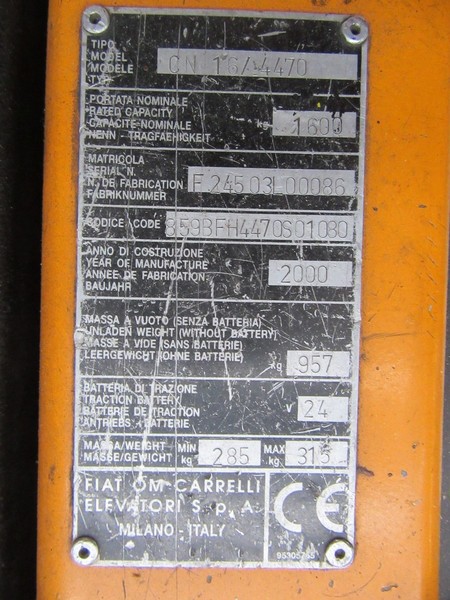 TIPO
MODEL
MODELE
TYP
CN 16/4470
PORTATA NOMINALE
RATED CAPACITY
CAPACITE NOMINALE
NENN - TRAGFAEHIGKEIT
kg 1600
MATRICOLA
SERIAL N.
N. DE FABRICATION
FABRIKNUMMER
F 24503L00086
CODICE CODE 859BFH4470S01080
ANNO DI COSTRUZIONE
YEAR OF MANUFACTURE
ANNEE DE FABRICATION
BAUJAHR
2000
MASSA A VUOTO (SENZA BATTERIA)
UNLADEN WEIGHT (WITHOUT BATTERY)
MASSE A VIDE (SANS BATTERIE)
LEERGEWICHT (OHNE BATTERIE)
kg 957
BATTERIA DI TRAZIONE
TRACTION BATTERY
BATTERIE DE TRACTION
ANTRIEBS - BATTERIE
V 24
MASSA/WEIGHT
MASSE/GEWICHT
MIN kg 285 MAX kg 315
FIAT OM CARRELLI
ELEVATORI S.p.A.
MILANO - ITALY
CE